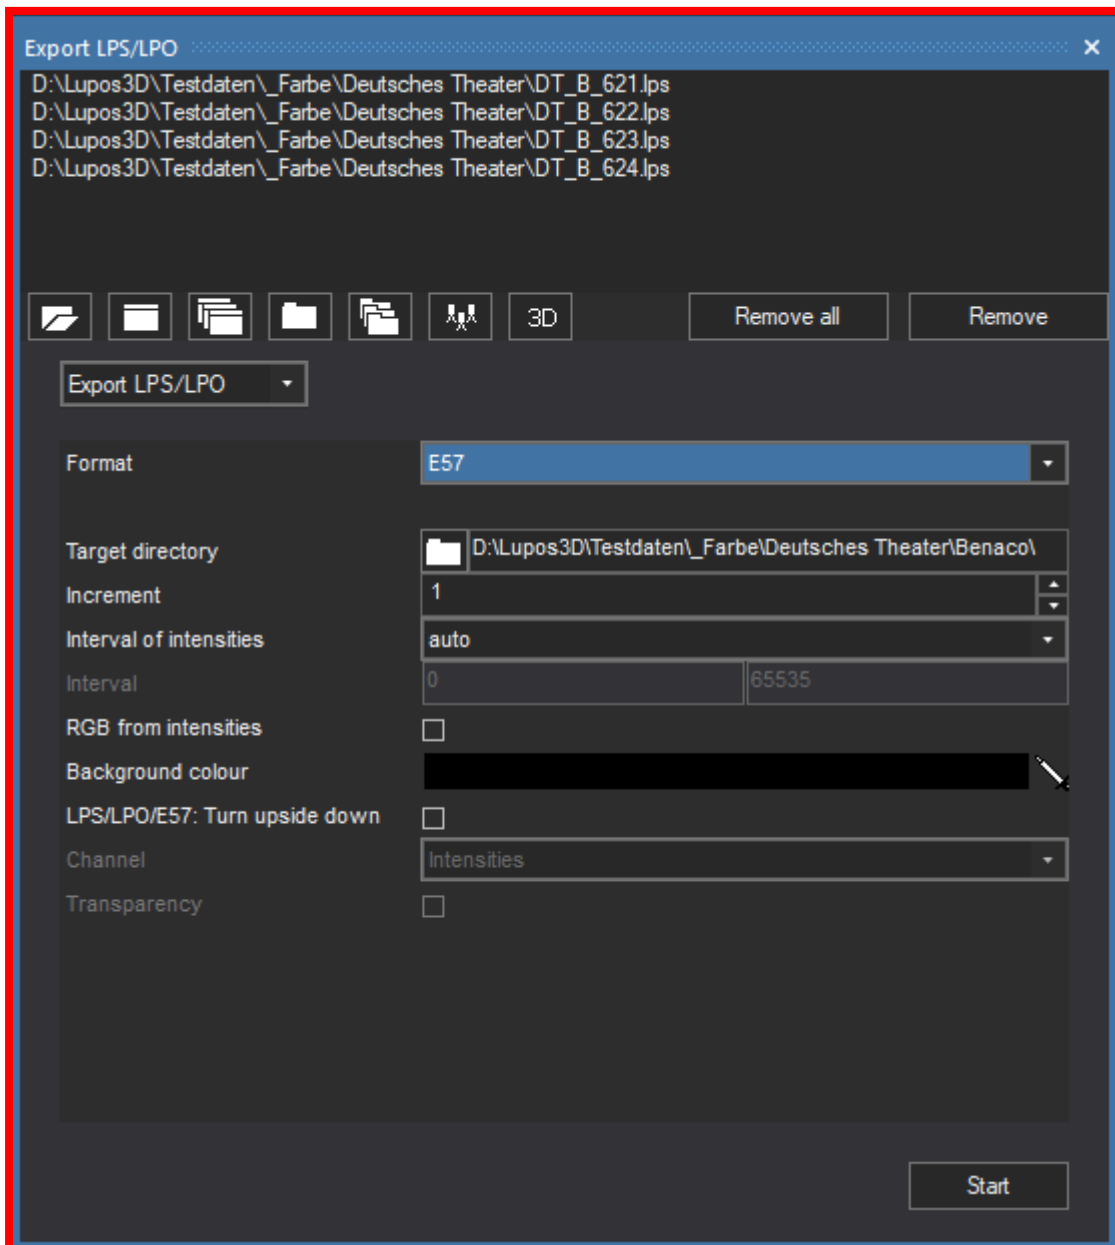 Export LPS/LPO
D:\Lupos3D\Testdaten\_Farbe\Deutsches Theater\DT_B_621.lps
D:\Lupos3D\Testdaten\_Farbe\Deutsches Theater\DT_B_622.lps
D:\Lupos3D\Testdaten\_Farbe\Deutsches Theater\DT_B_623.lps
D:\Lupos3D\Testdaten\_Farbe\Deutsches Theater\DT_B_624.lps
3D Remove all Remove
Export LPS/LPO
Format E57
Target directory D:\Lupos3D\Testdaten\_Farbe\Deutsches Theater\Benaco\
Increment 1
Interval of intensities auto
Interval 0 65535
RGB from intensities
Background colour
LPS/LPO/E57: Turn upside down
Channel Intensities
Transparency
Start